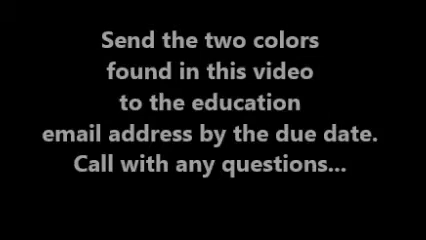 Send the two colors
found in this video
to the education
email address by the due date.
Call with any questions...